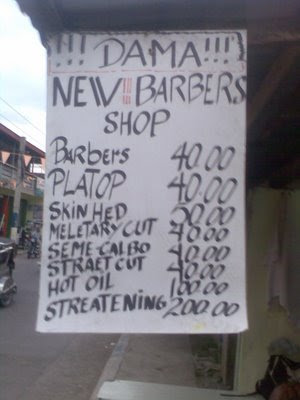 !!! DAMA!!!
NEW!!! BARBERS
SHOP
BARBERS 40.00
PLATOP 40.00
SKIN HED 50.00
MELETARY CUT 40.00
SEME-CALBO 40.00
STRAET CUT 40.00
HOT OIL 100.00
STREATENING 200.00